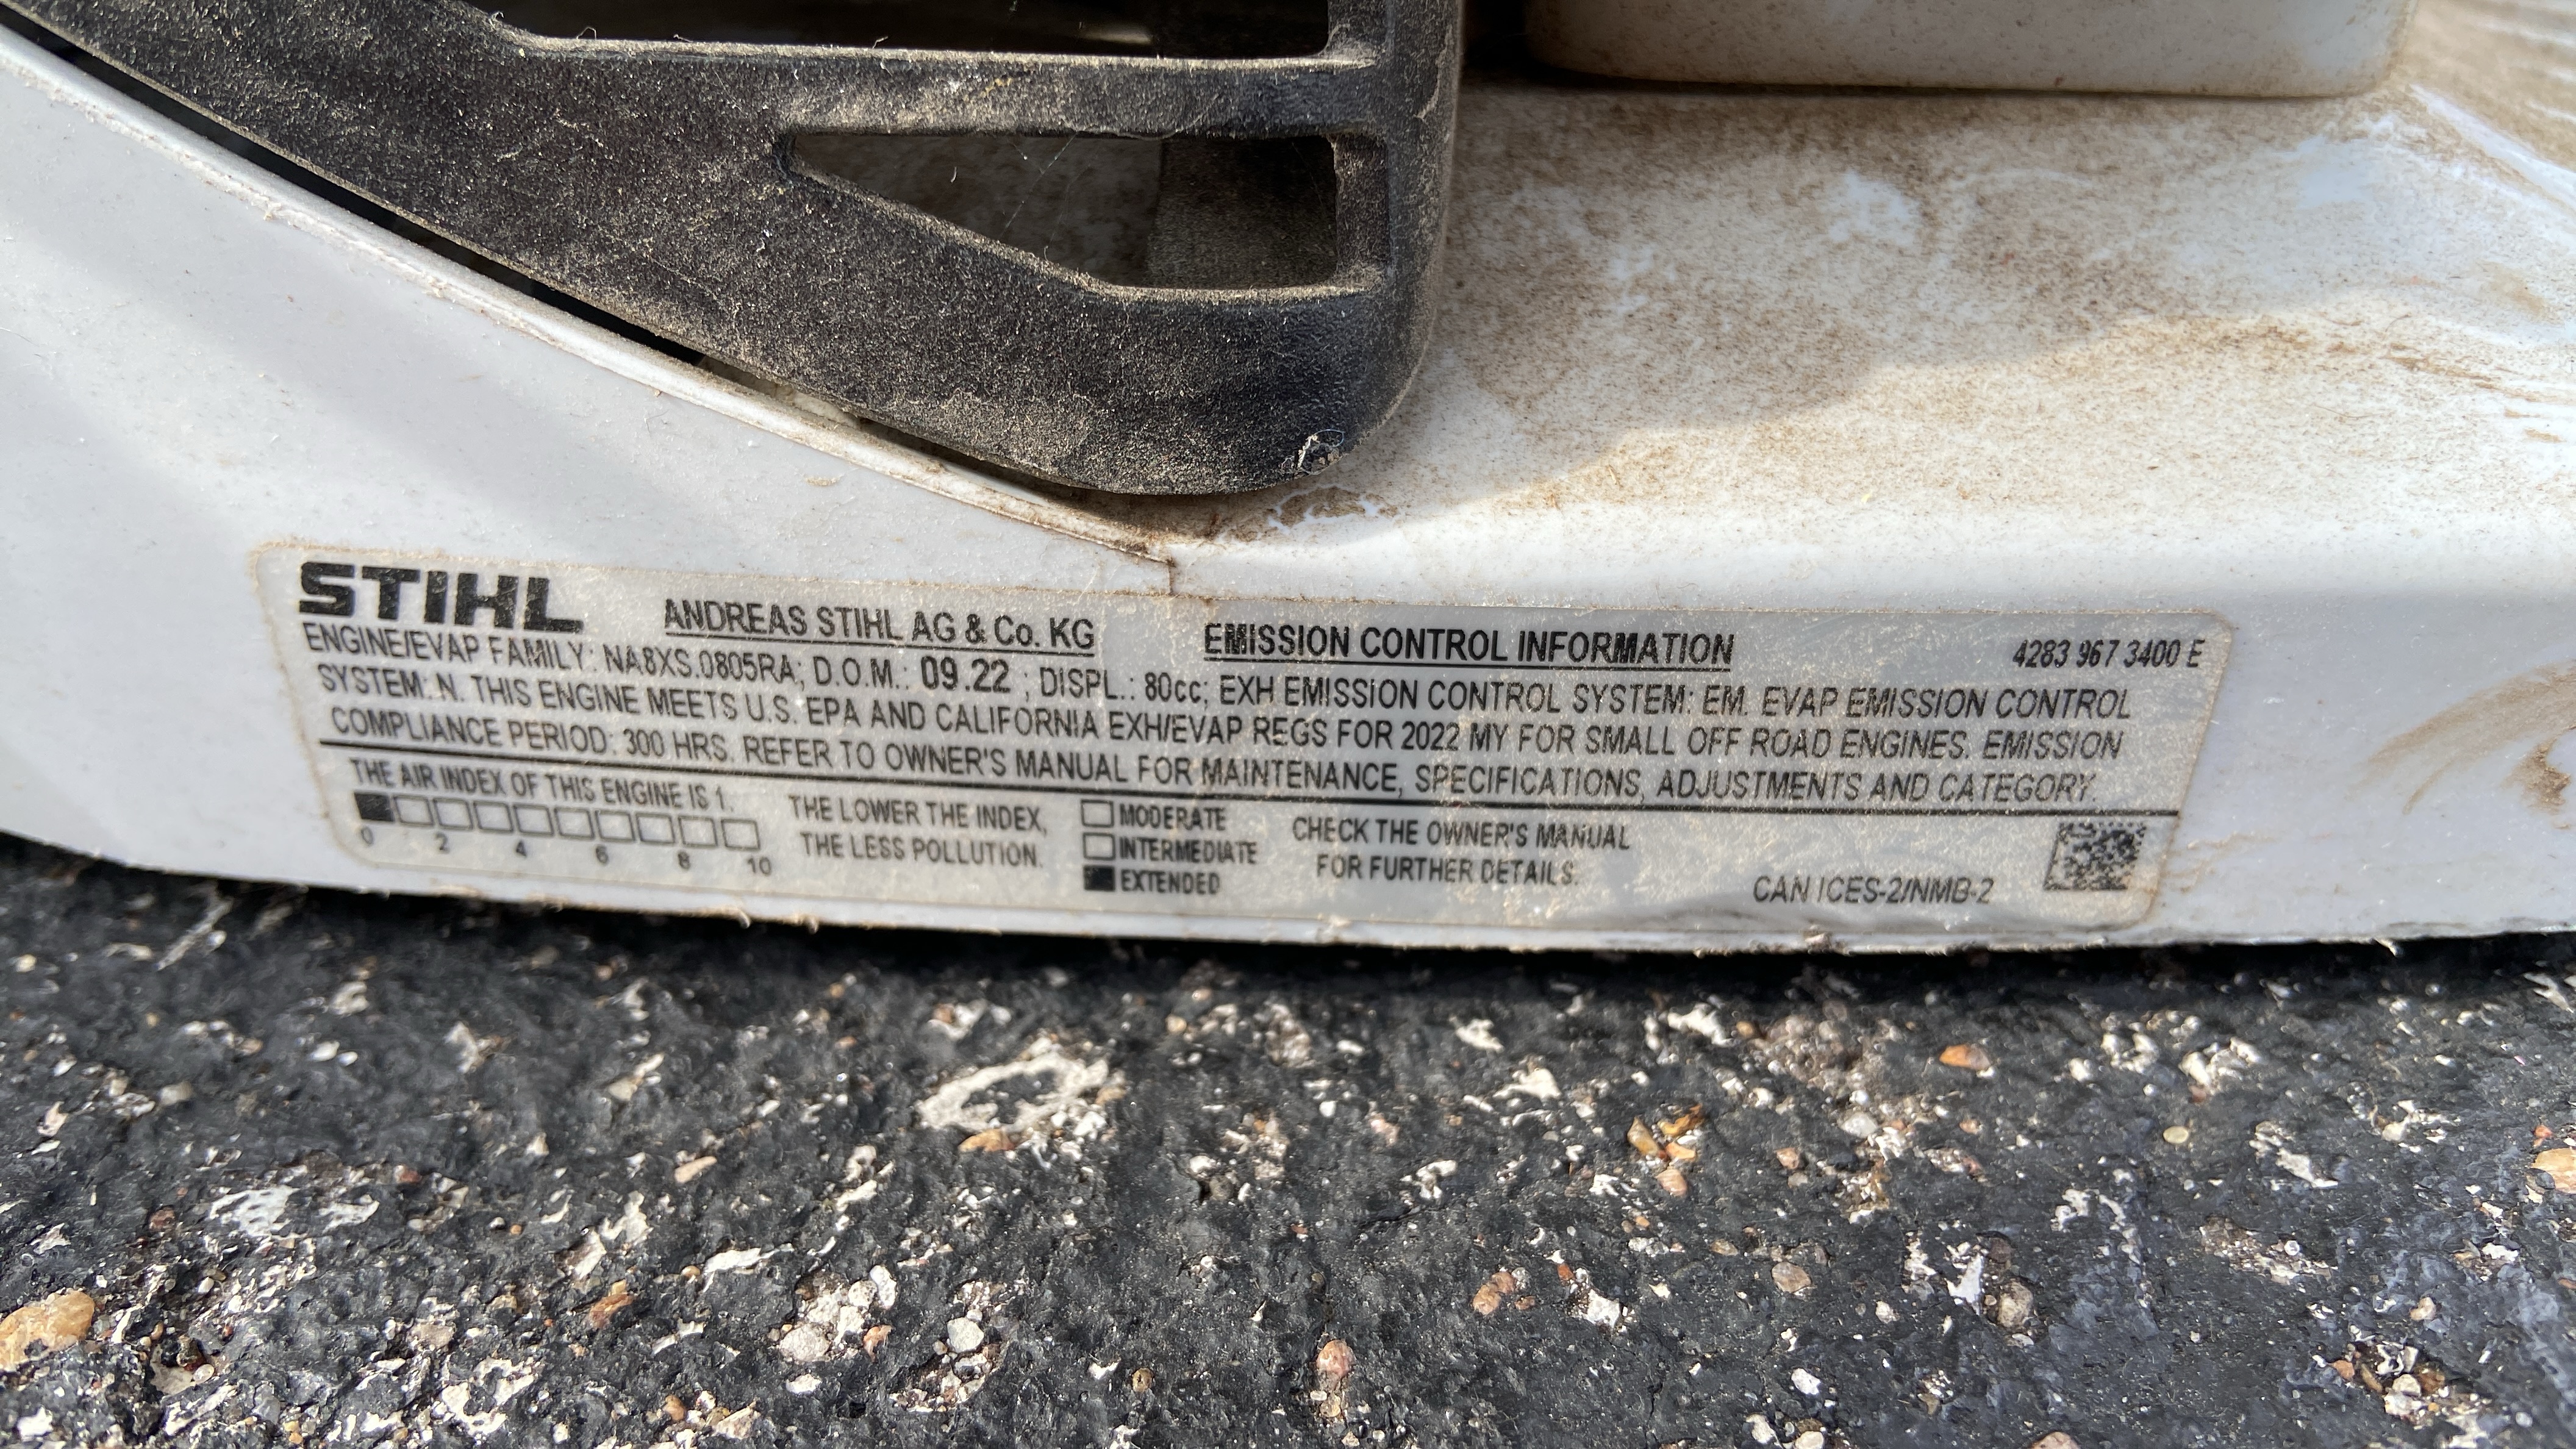 STIHL ANDREAS STIHL AG & Co. KG EMISSION CONTROL INFORMATION 4283 967 3400 E
ENGINE/EVAP FAMILY: NA8XS.0805RA; D.O.M.: 09.22 ; DISPL.: 80cc; EXH EMISSION CONTROL SYSTEM: EM. EVAP EMISSION CONTROL
SYSTEM: N. THIS ENGINE MEETS U.S. EPA AND CALIFORNIA EXH/EVAP REGS FOR 2022 MY FOR SMALL OFF ROAD ENGINES. EMISSION
COMPLIANCE PERIOD: 300 HRS. REFER TO OWNER'S MANUAL FOR MAINTENANCE, SPECIFICATIONS, ADJUSTMENTS AND CATEGORY.
THE AIR INDEX OF THIS ENGINE IS 1.
0 2 4 6 8 10
THE LOWER THE INDEX,
THE LESS POLLUTION.
MODERATE
INTERMEDIATE
EXTENDED
CHECK THE OWNER'S MANUAL
FOR FURTHER DETAILS.
CAN ICES-2/NMB-2